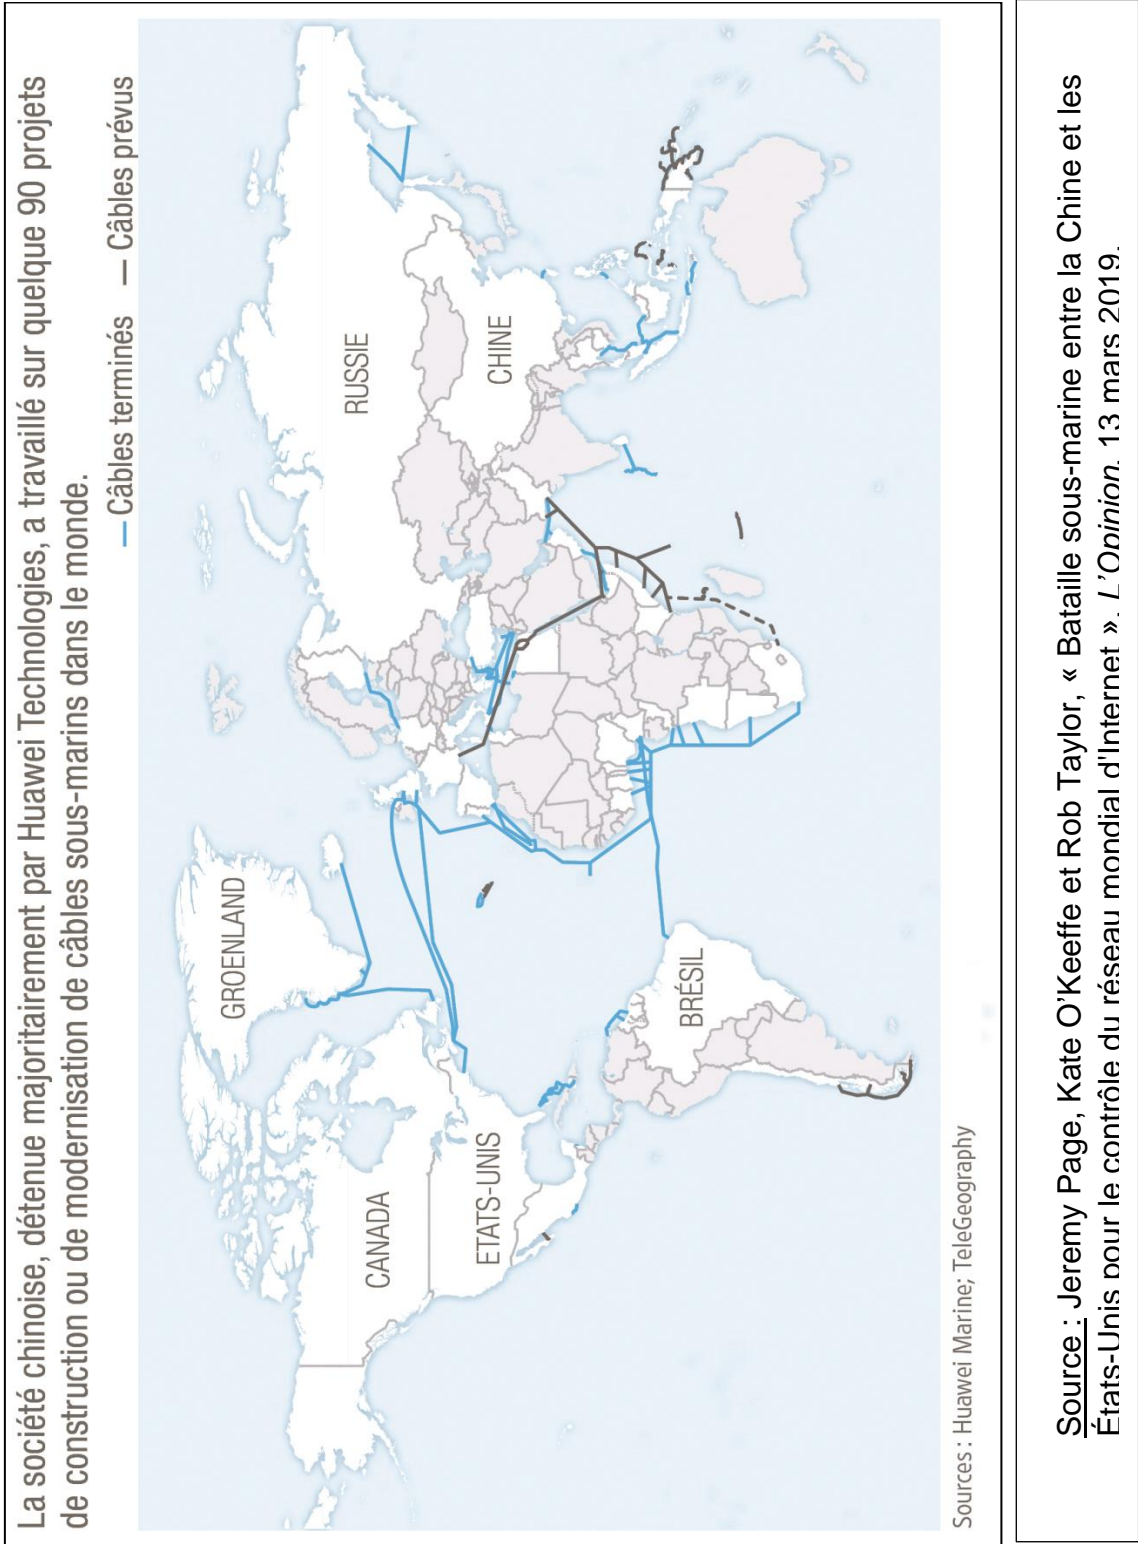 La société chinoise, détenue majoritairement par Huawei Technologies, a travaillé sur quelque 90 projets
de construction ou de modernisation de câbles sous-marins dans le monde.
— Câbles terminés — Câbles prévus
GROENLAND
RUSSIE
CANADA
CHINE
ETATS-UNIS
BRÉSIL
Sources : Huawei Marine; TeleGeography
Source : Jeremy Page, Kate O'Keeffe et Rob Taylor, « Bataille sous-marine entre la Chine et les
États-Unis pour le contrôle du réseau mondial d'Internet », L'Opinion, 13 mars 2019.